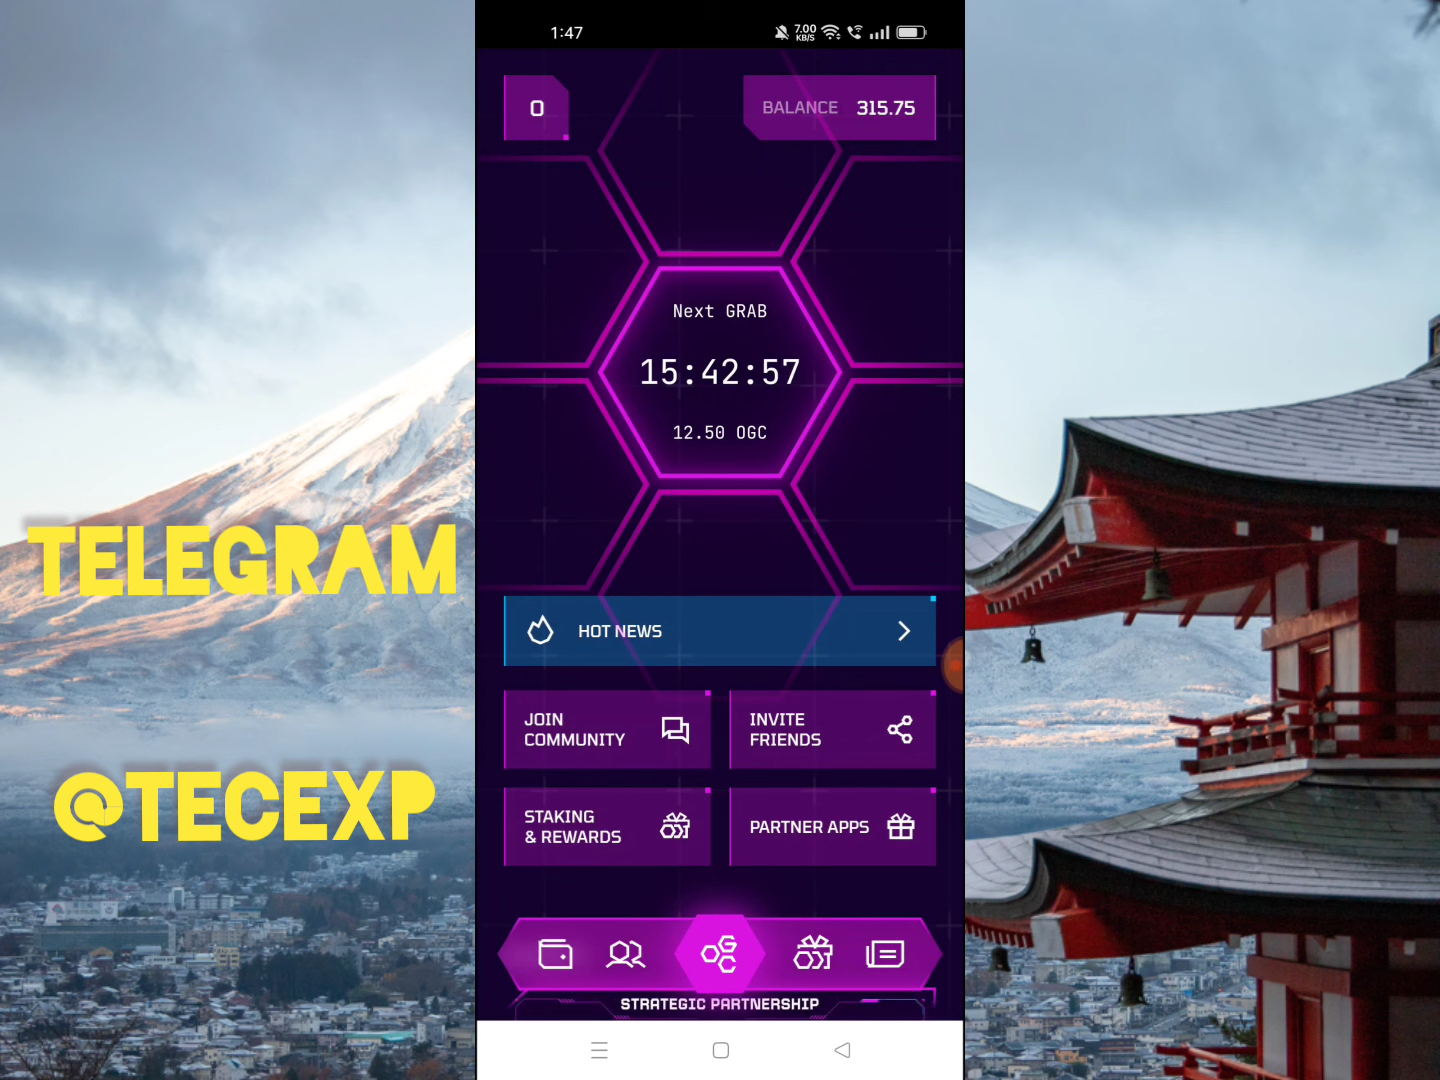 1:47
7.00
KB/S
0
BALANCE 315.75
Next GRAB
15:42:57
12.50 OGC
HOT NEWS
JOIN
COMMUNITY
INVITE
FRIENDS
STAKING
& REWARDS
PARTNER APPS
STRATEGIC PARTNERSHIP
TELEGRAM
@TECEXP